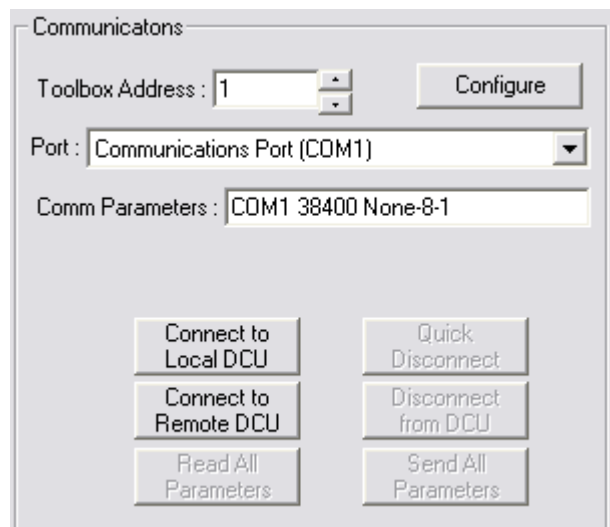 Communicatons
Toolbox Address : 1
Configure
Port : Communications Port (COM1)
Comm Parameters : COM1 38400 None-8-1
Connect to
Local DCU
Quick
Disconnect
Connect to
Remote DCU
Disconnect
from DCU
Read All
Parameters
Send All
Parameters